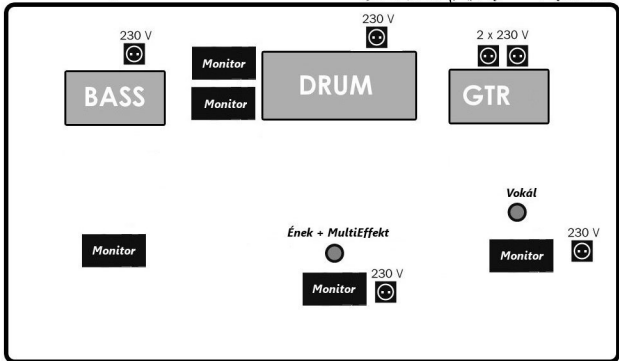 230 V
230 V
2 x 230 V
Monitor
BASS
DRUM
GTR
Monitor
Vokál
230 V
Ének + MultiEffekt
Monitor
Monitor
230 V
Monitor